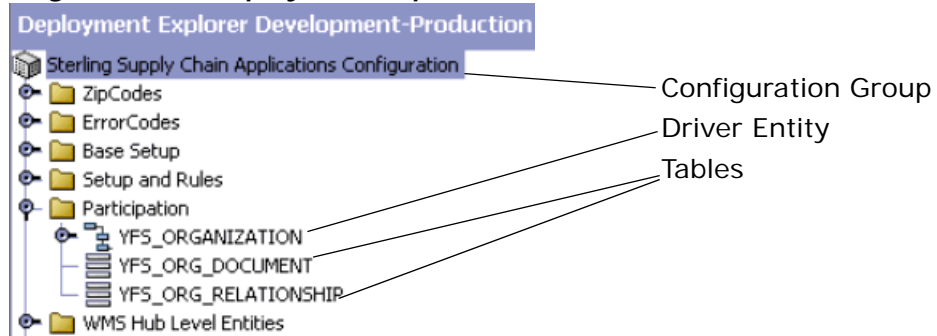 Deployment Explorer Development-Production
Sterling Supply Chain Applications Configuration
Configuration Group
ZipCodes
ErrorCodes
Driver Entity
Base Setup
Tables
Setup and Rules
Participation
YFS_ORGANIZATION
YFS_ORG_DOCUMENT
YFS_ORG_RELATIONSHIP
WMS Hub Level Entities